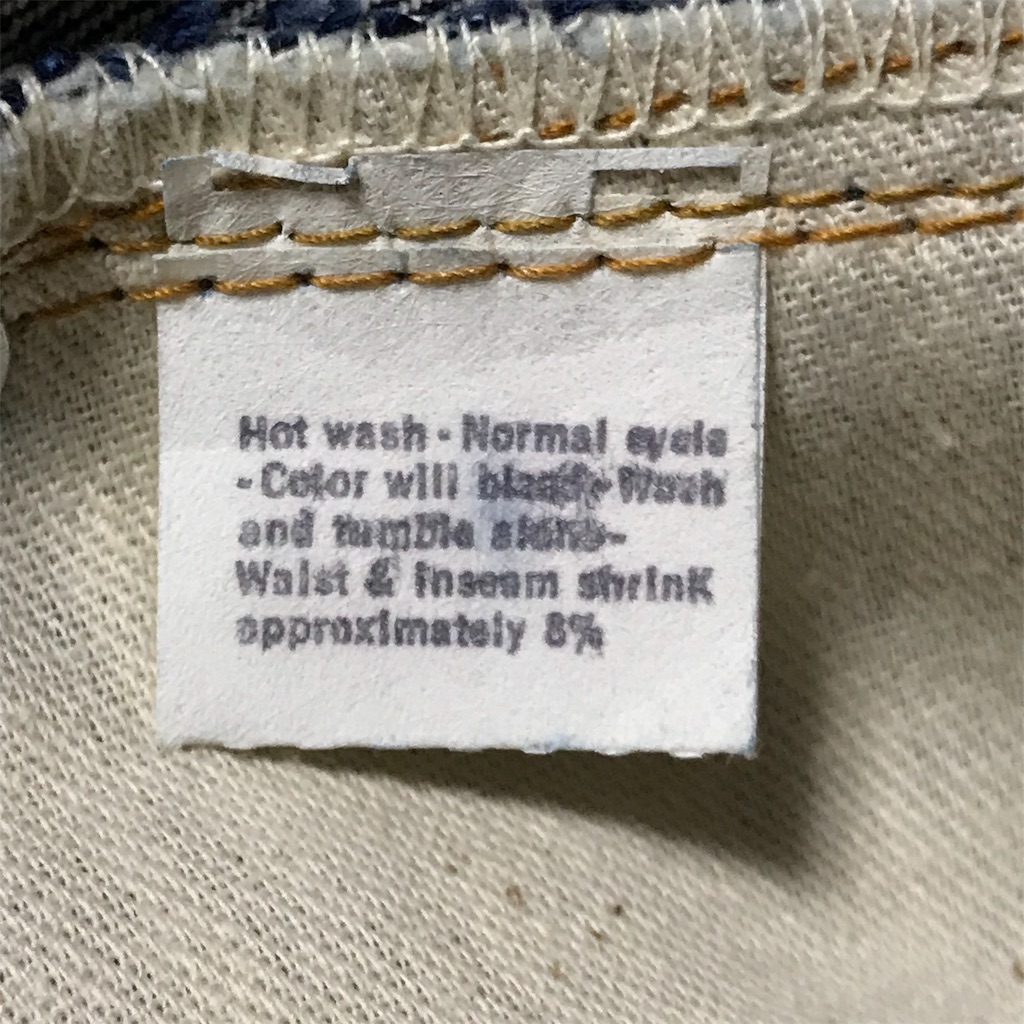 Hot wash - Normal cycle
- Color will bleed - Wash
and tumble alone -
Waist & Inseam shrink
approximately 8%